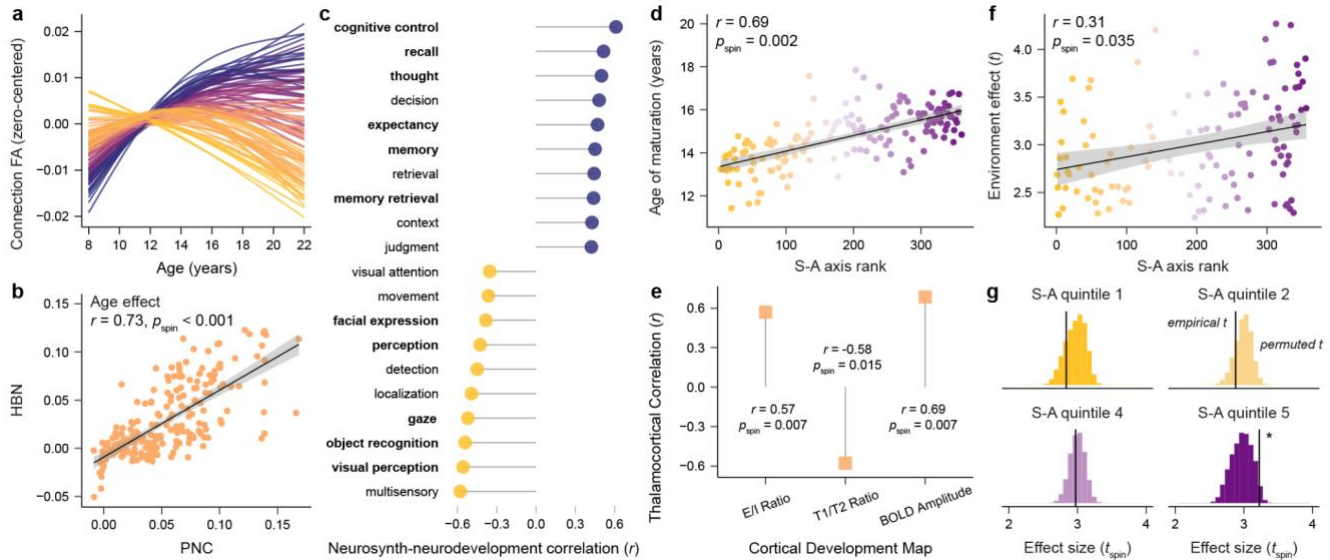 a
0.02
0.01
0.00
−0.01
−0.02
Connection FA (zero-centered)
8 10 12 14 16 18 20 22
Age (years)
b
Age effect
r = 0.73, pspin < 0.001
0.15
0.10
0.05
0.00
−0.05
HBN
0.00 0.05 0.10 0.15
PNC
c
cognitive control
recall
thought
decision
expectancy
memory
retrieval
memory retrieval
context
judgment
visual attention
movement
facial expression
perception
detection
localization
gaze
object recognition
visual perception
multisensory
−0.6 −0.3 0.0 0.3 0.6
Neurosynth-neurodevelopment correlation (r)
d
r = 0.69
pspin = 0.002
20
18
16
14
12
Age of maturation (years)
0 100 200 300
S-A axis rank
e
0.6
0.3
0.0
−0.3
−0.6
Thalamocortical Correlation (r)
r = -0.58
pspin = 0.015
r = 0.57
pspin = 0.007
r = 0.69
pspin = 0.007
E/I Ratio
T1/T2 Ratio
BOLD Amplitude
Cortical Development Map
f
r = 0.31
pspin = 0.035
4.0
3.5
3.0
2.5
Environment effect (t)
0 100 200 300
S-A axis rank
g
S-A quintile 1
S-A quintile 2
empirical t
permuted t
S-A quintile 4
S-A quintile 5
*
2 3 4
2 3 4
Effect size (tspin)
Effect size (tspin)